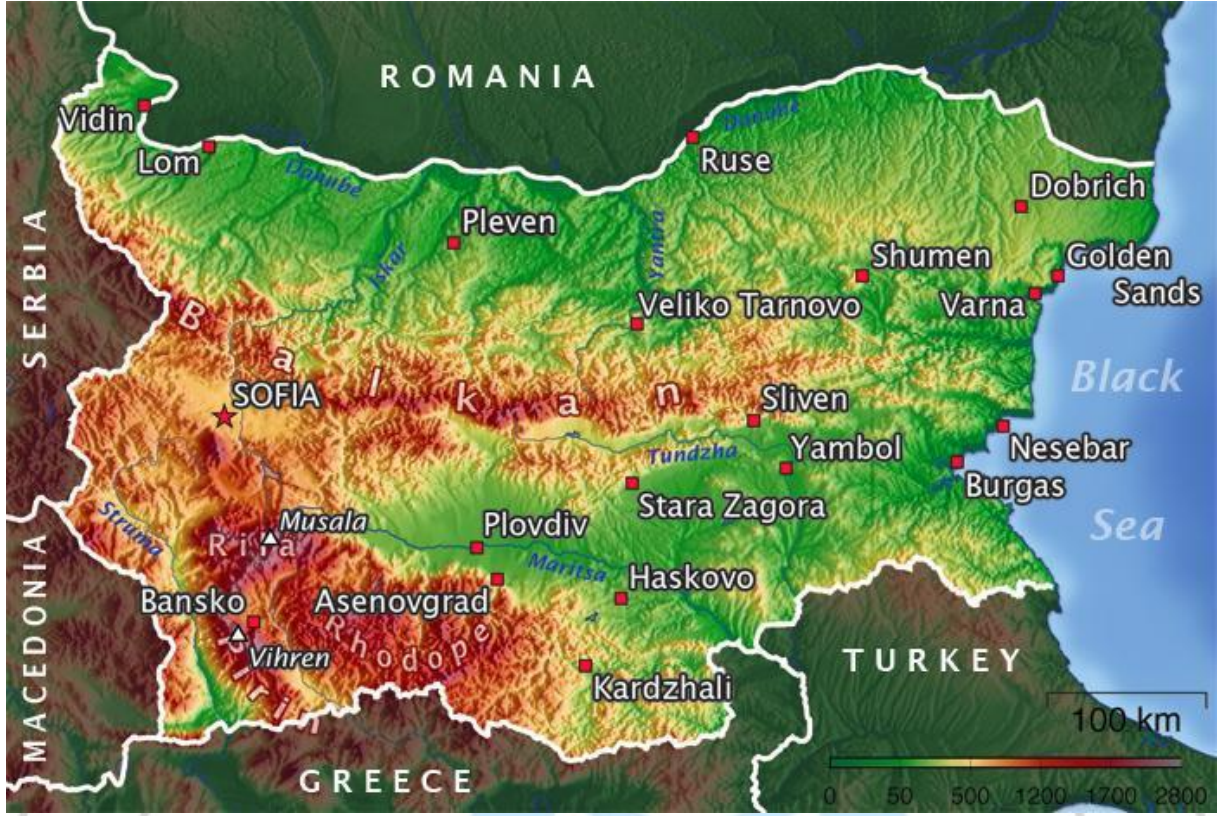 ROMANIA
Vidin
Lom
Danube
Danube
Ruse
Dobrich
SERBIA
Pleven
Iskar
Yantra
Shumen
Golden
Sands
Varna
Veliko Tarnovo
Balkan
Black
Sea
SOFIA
Sliven
Tundzha
Yambol
Nesebar
Burgas
Stara Zagora
Struma
Musala
Rila
Plovdiv
Maritsa
MACEDONIA
Bansko
Asenovgrad
Haskovo
A
Rhodope
Vihren
Pirin
Kardzhali
TURKEY
GREECE
100 km
0 50 500 1200 1700 2800